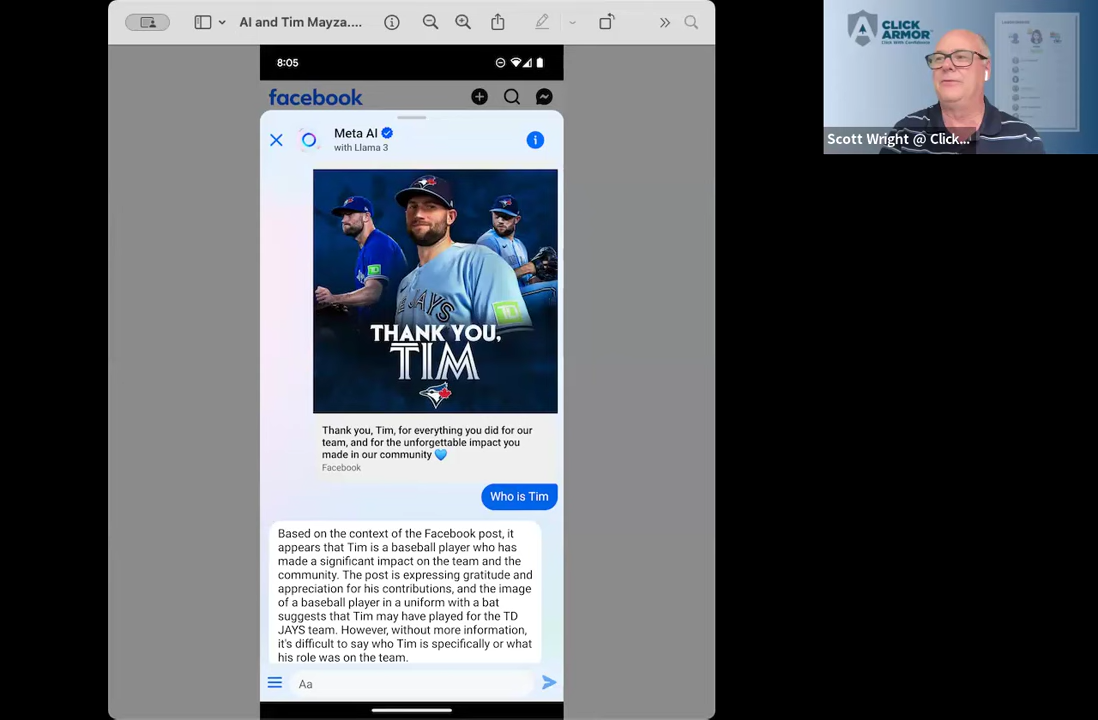 AI and Tim Mayza....
8:05
facebook
Meta AI
with Llama 3
JAYS
TD
TD
THANK YOU,
TIM
Thank you, Tim, for everything you did for our
team, and for the unforgettable impact you
made in our community 💙
Facebook
Who is Tim
Based on the context of the Facebook post, it
appears that Tim is a baseball player who has
made a significant impact on the team and the
community. The post is expressing gratitude and
appreciation for his contributions, and the image
of a baseball player in a uniform with a bat
suggests that Tim may have played for the TD
JAYS team. However, without more information,
it's difficult to say who Tim is specifically or what
his role was on the team.
Aa
CLICK
ARMOR
Click With Confidence
Scott Wright @ Click...